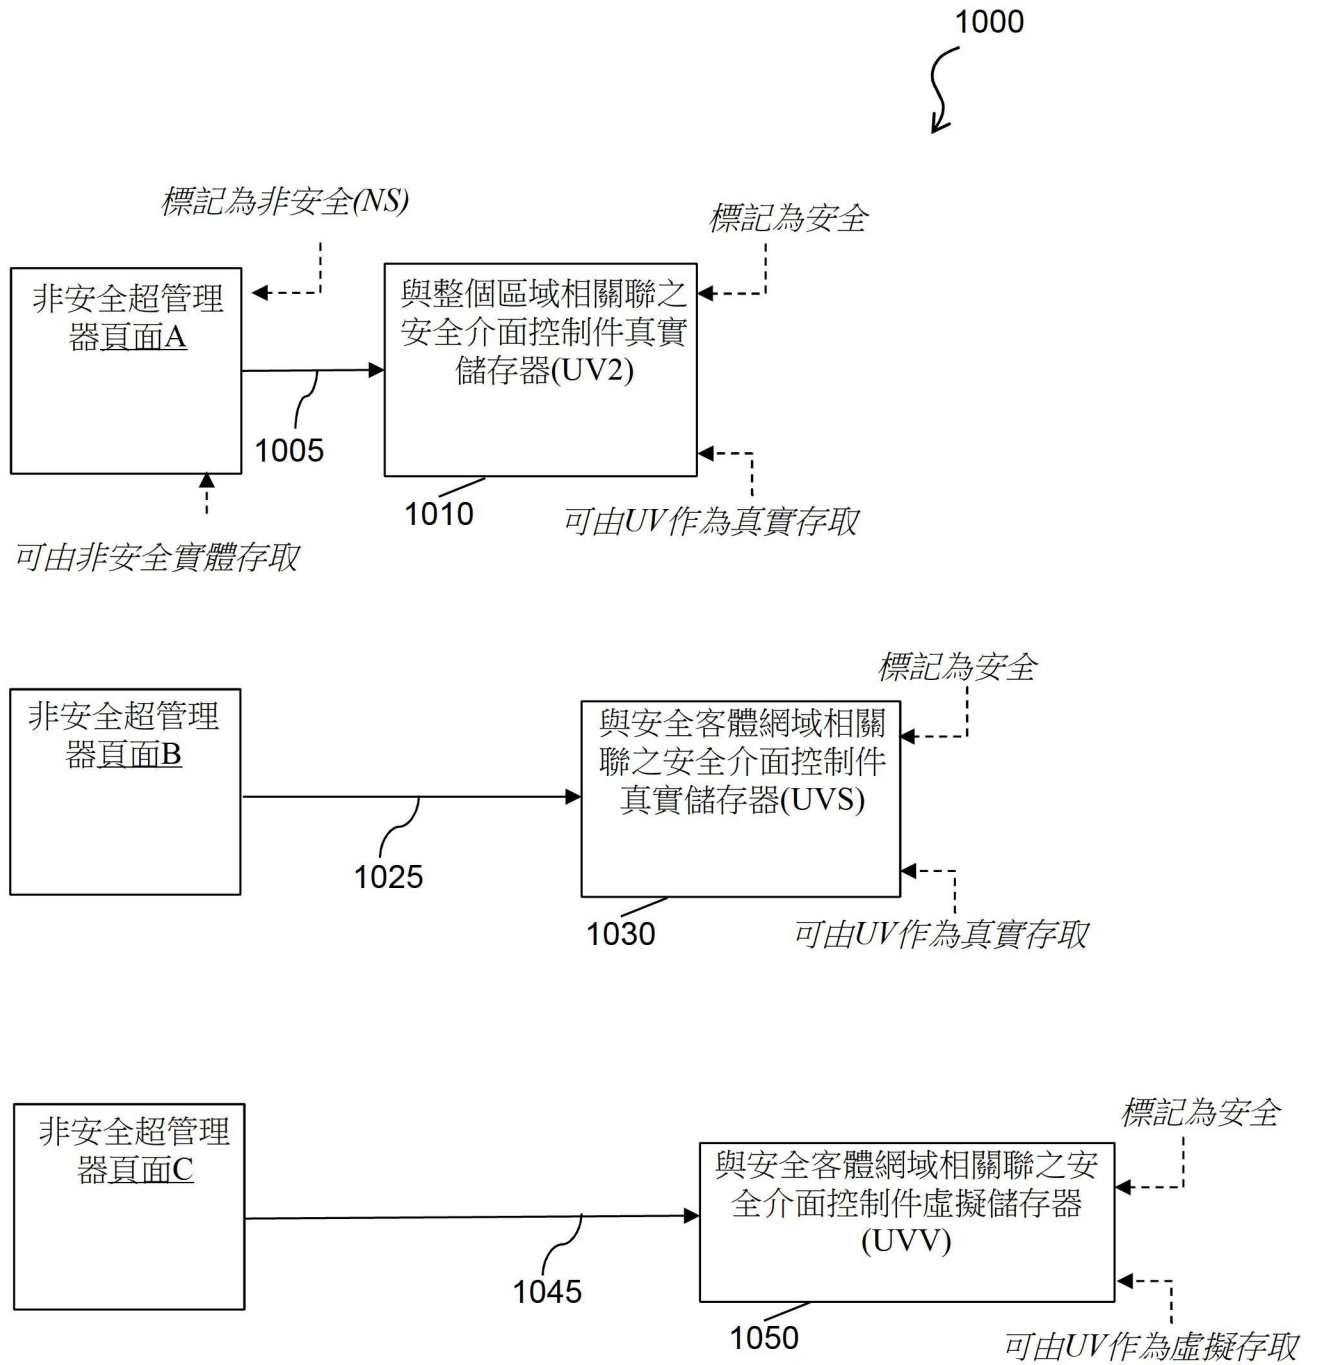 1000
標記為非安全(NS)
標記為安全
非安全超管理
器頁面A
與整個區域相關聯之
安全介面控制件真實
儲存器(UV2)
1005
1010
可由UV作為真實存取
可由非安全實體存取
標記為安全
非安全超管理
器頁面B
與安全客體網域相關
聯之安全介面控制件
真實儲存器(UVS)
1025
1030
可由UV作為真實存取
標記為安全
非安全超管理
器頁面C
與安全客體網域相關聯之安
全介面控制件虛擬儲存器
(UVV)
1045
1050
可由UV作為虛擬存取